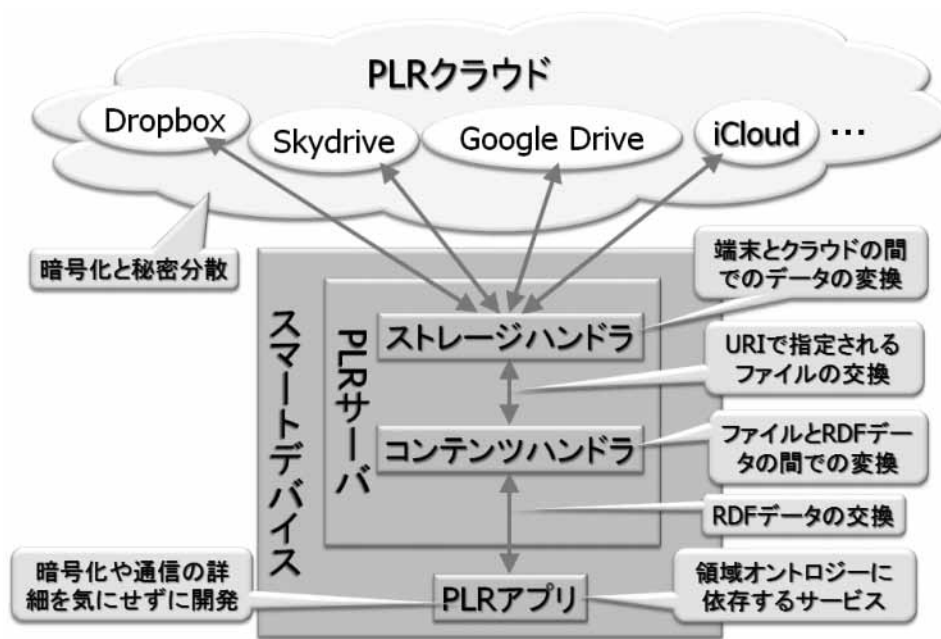 PLRクラウド
Dropbox
Skydrive
Google Drive
iCloud
…
暗号化と秘密分散
端末とクラウドの間
でのデータの変換
スマートデバイス
PLRサーバ
ストレージハンドラ
URIで指定される
ファイルの交換
コンテンツハンドラ
ファイルとRDFデー
タの間での変換
RDFデータの交換
暗号化や通信の詳
細を気にせずに開発
PLRアプリ
領域オントロジーに
依存するサービス